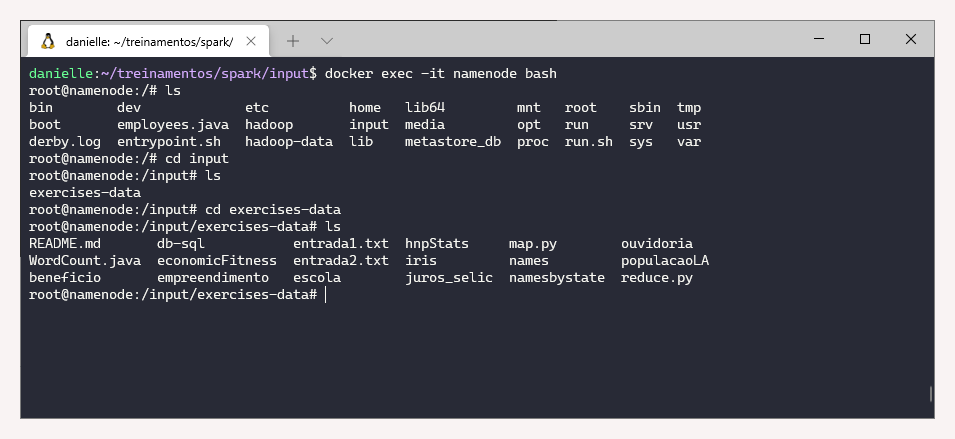 danielle: ~/treinamentos/spark/
danielle:~/treinamentos/spark/input$ docker exec -it namenode bash
root@namenode:/# ls
bin        dev             etc          home   lib64         mnt   root    sbin  tmp
boot       employees.java  hadoop       input  media         opt   run     srv   usr
derby.log  entrypoint.sh   hadoop-data  lib    metastore_db  proc  run.sh  sys   var
root@namenode:/# cd input
root@namenode:/input# ls
exercises-data
root@namenode:/input# cd exercises-data
root@namenode:/input/exercises-data# ls
README.md       db-sql           entrada1.txt  hnpStats     map.py        ouvidoria
WordCount.java  economicFitness  entrada2.txt  iris         names         populacaoLA
beneficio       empreendimento   escola        juros_selic  namesbystate  reduce.py
root@namenode:/input/exercises-data#